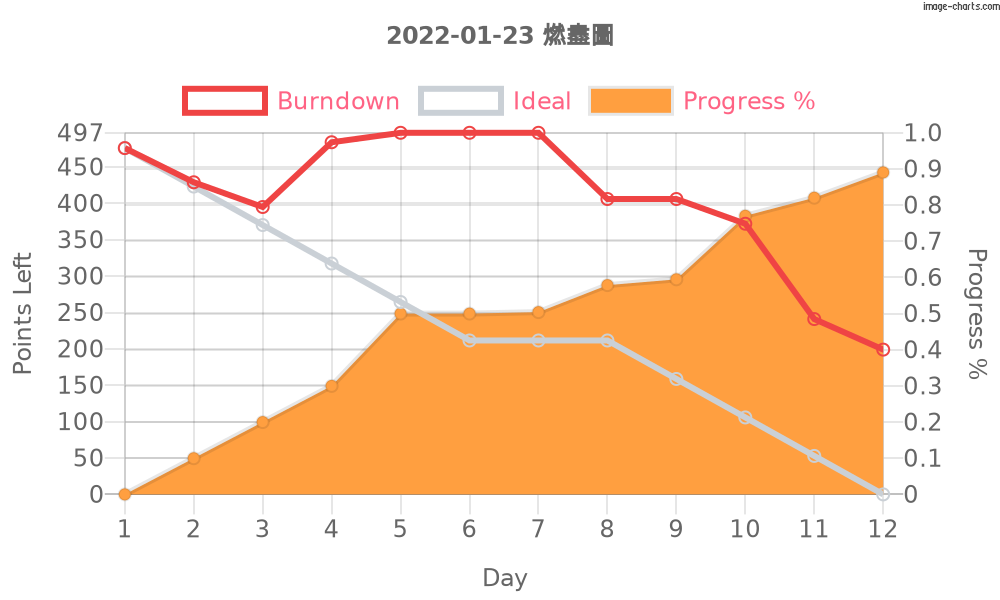 image-charts.com
2022-01-23 燃盡圖
Burndown Ideal Progress %
497 1.0
450 0.9
400 0.8
350 0.7
300 0.6
250 0.5
200 0.4
150 0.3
100 0.2
50 0.1
0 0
Points Left
Progress %
1 2 3 4 5 6 7 8 9 10 11 12
Day